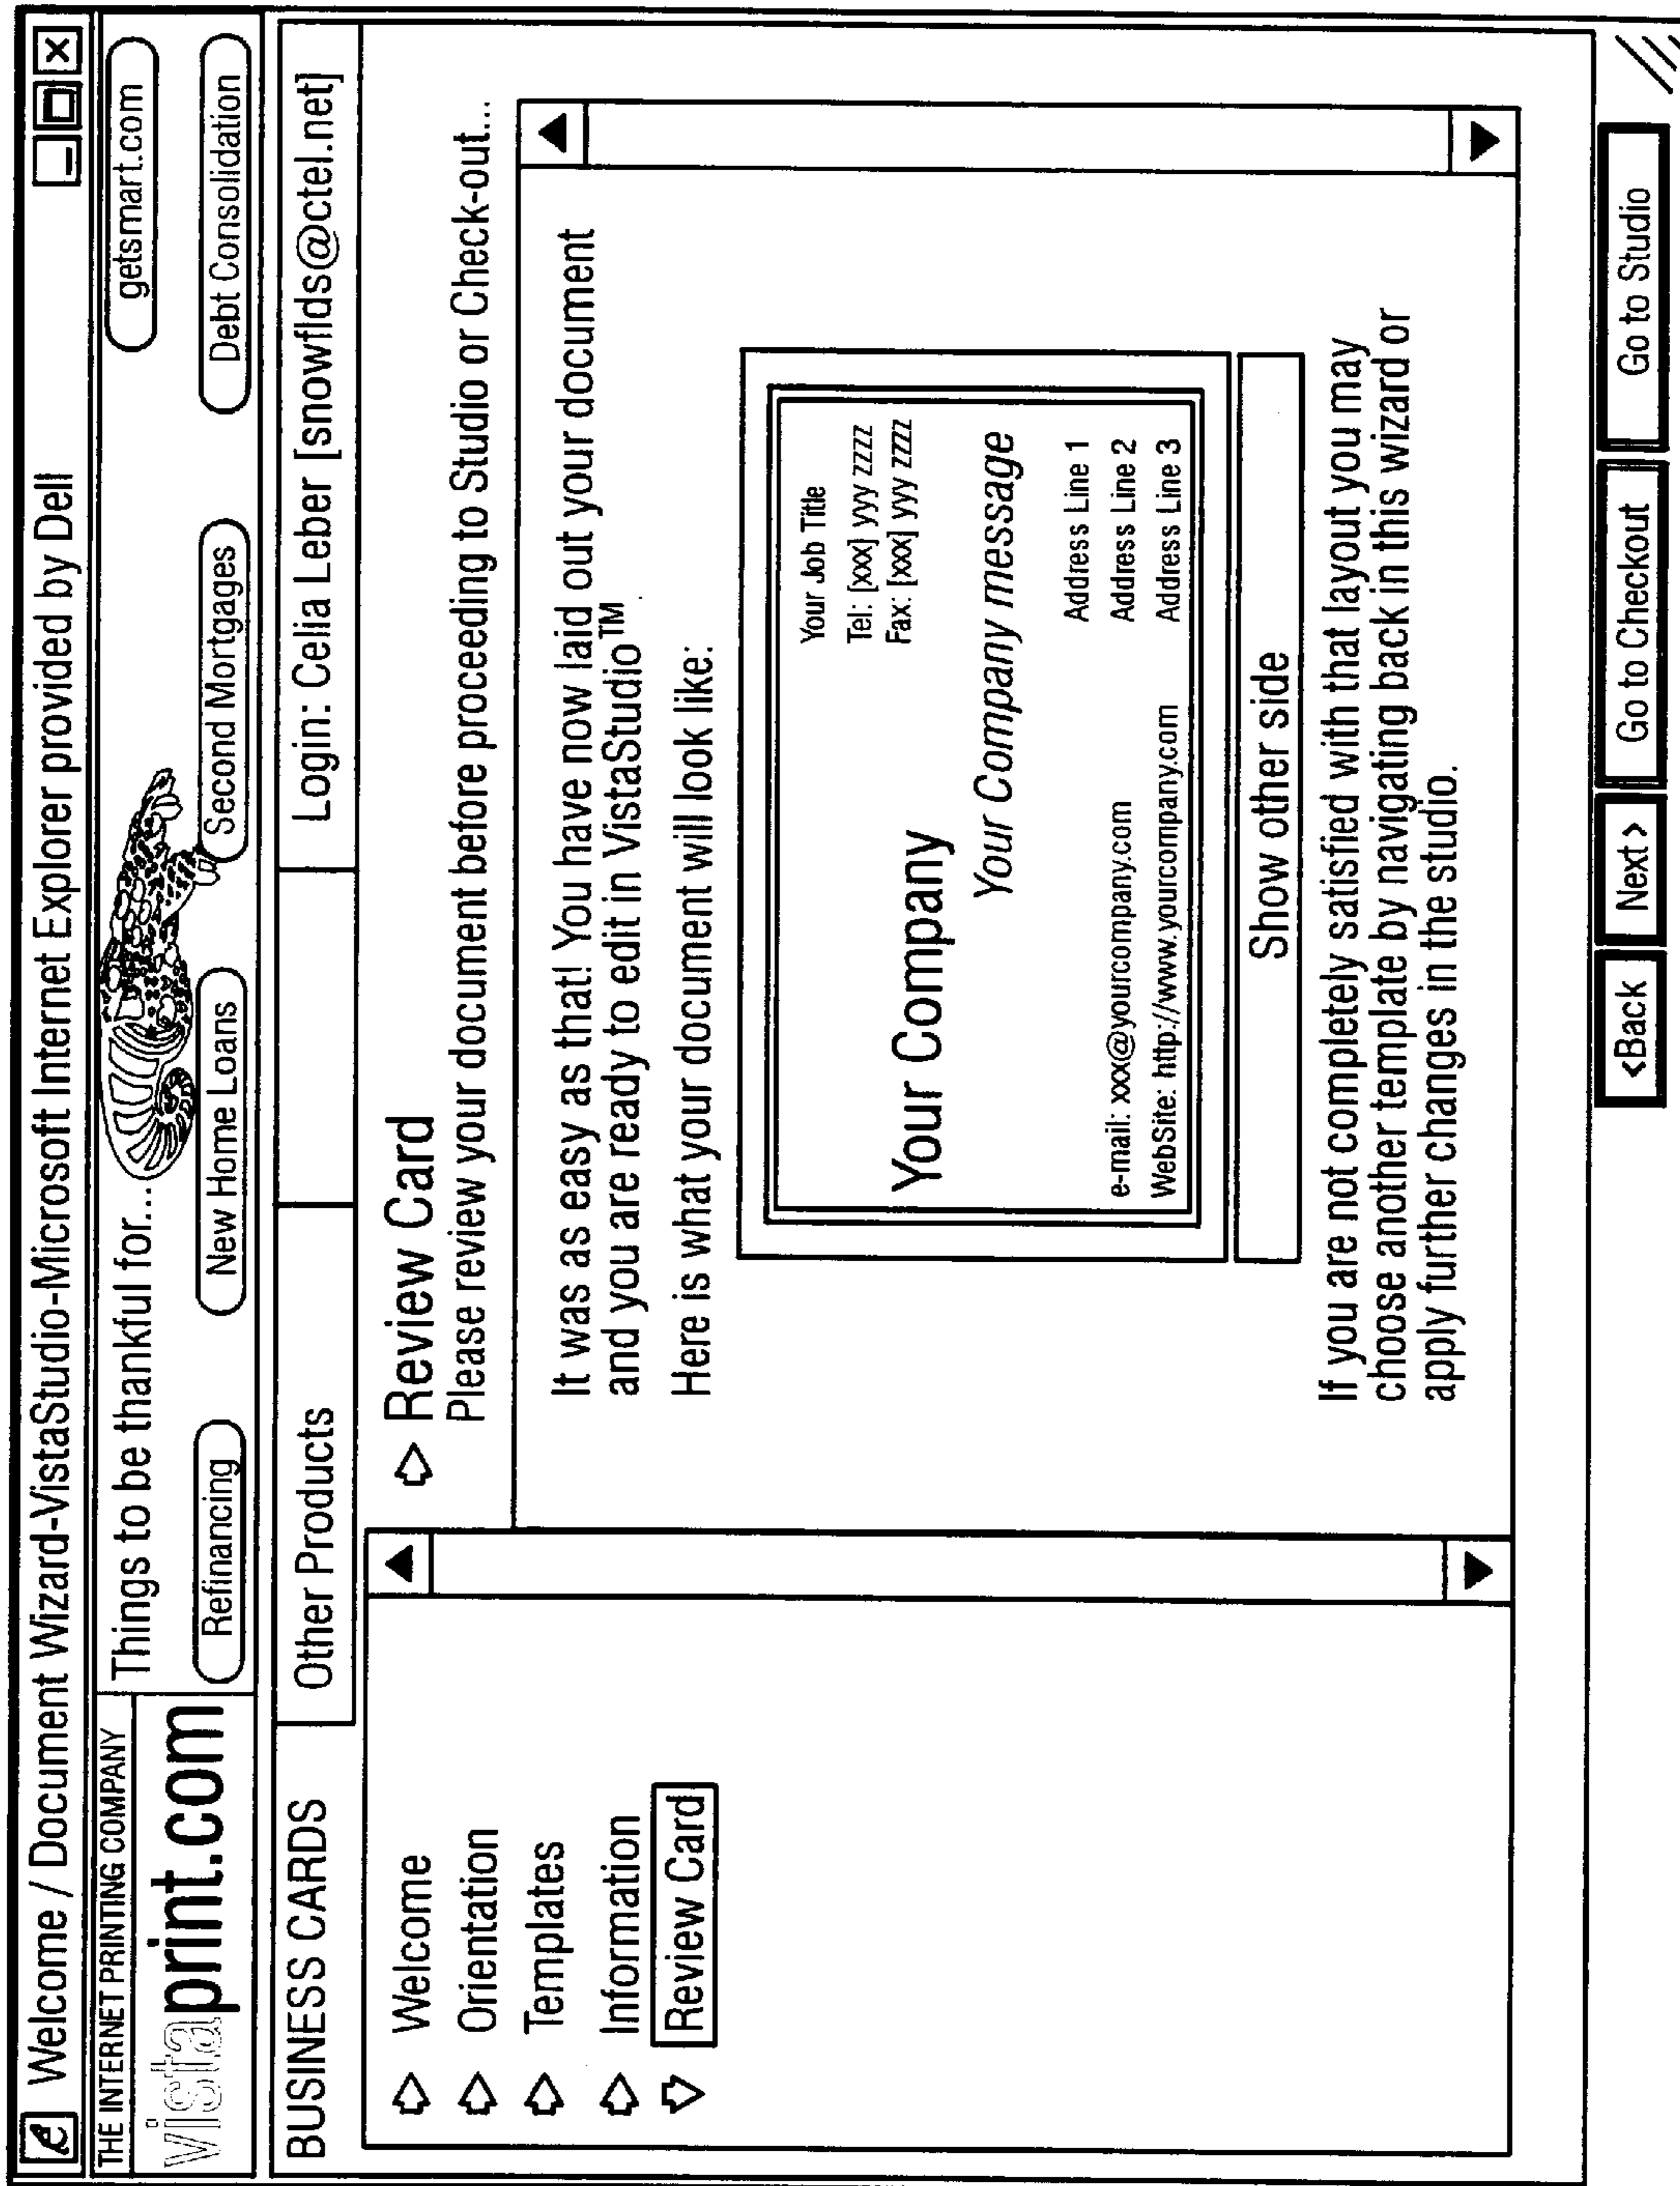 Welcome / Document Wizard-VistaStudio-Microsoft Internet Explorer provided by Dell
THE INTERNET PRINTING COMPANY
vistaprint.com
Things to be thankful for...
getsmart.com
Refinancing
New Home Loans
Second Mortgages
Debt Consolidation
BUSINESS CARDS
Other Products
Login: Celia Leber [snowflds@ctel.net]
Welcome
Orientation
Templates
Information
Review Card
Review Card
Please review your document before proceeding to Studio or Check-out...
It was as easy as that! You have now laid out your document
and you are ready to edit in VistaStudio™
Here is what your document will look like:
Your Job Title
Tel: [xxx] yyy zzzz
Fax: [xxx] yyy zzzz
Your Company
Your Company message
Address Line 1
e-mail: xxx@yourcompany.com Address Line 2
WebSite: http://www.yourcompany.com Address Line 3
Show other side
If you are not completely satisfied with that layout you may
choose another template by navigating back in this wizard or
apply further changes in the studio.
<Back Next > Go to Checkout Go to Studio